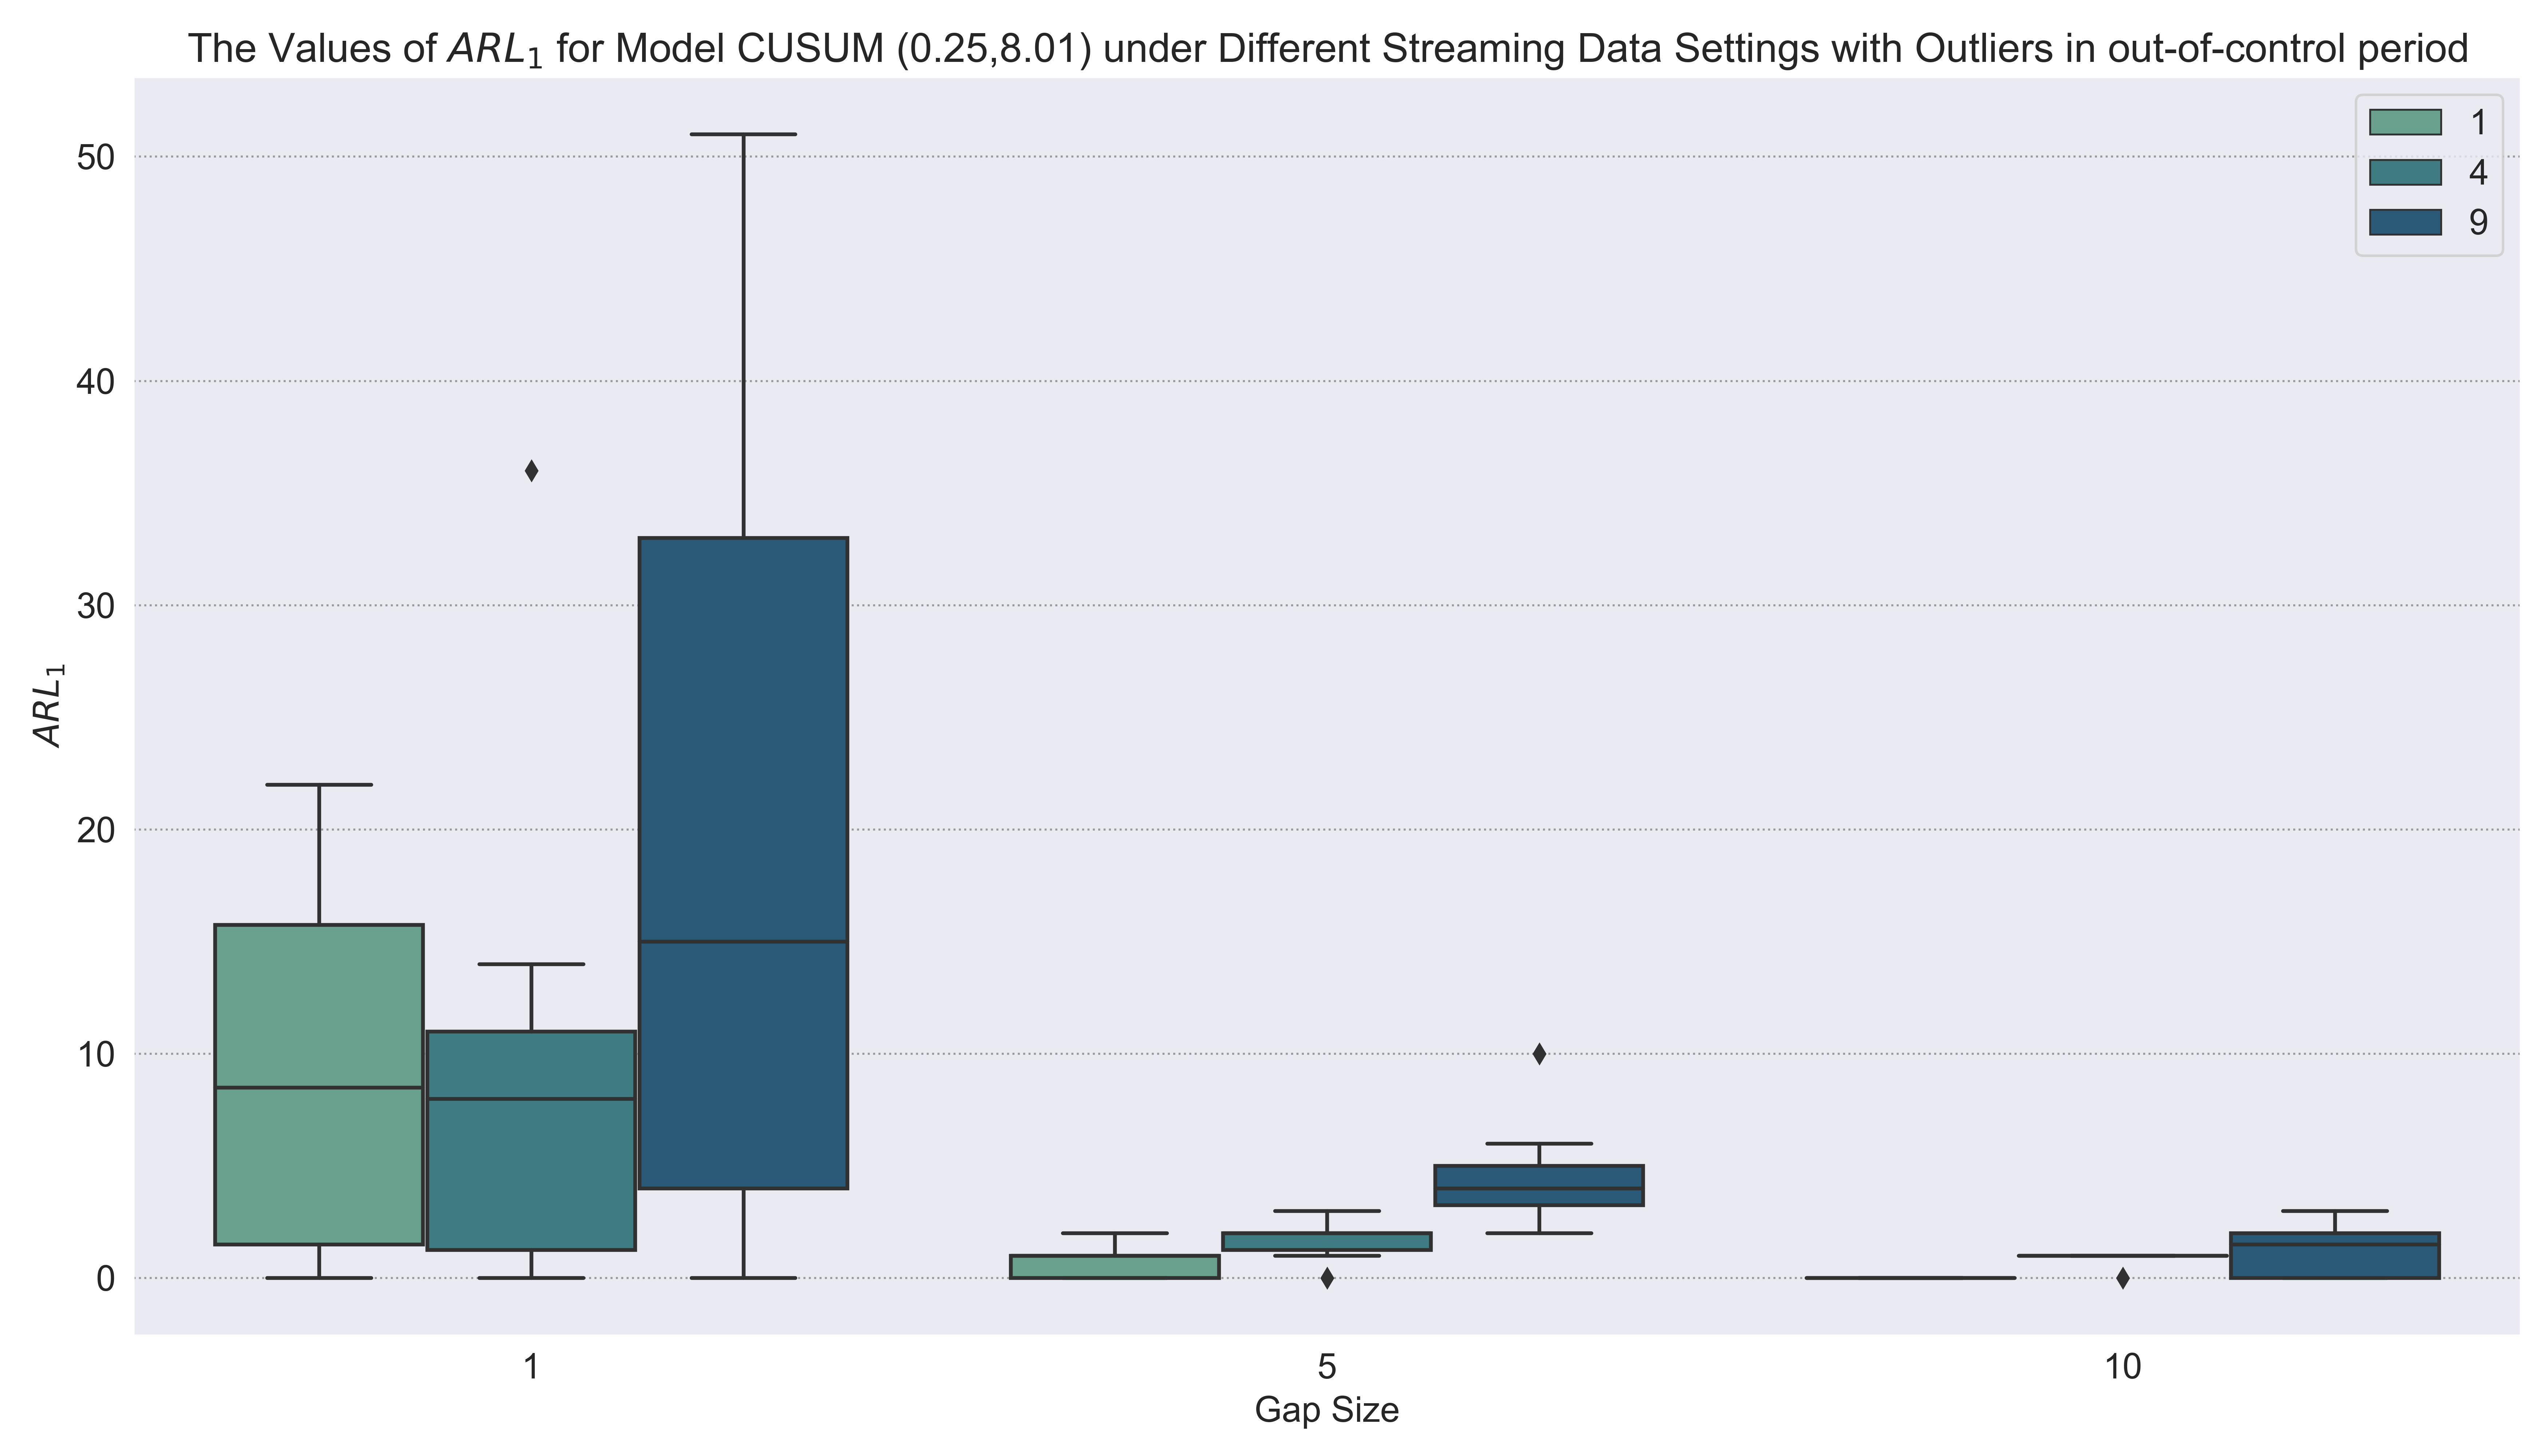 The Values of ARL₁ for Model CUSUM (0.25,8.01) under Different Streaming Data Settings with Outliers in out-of-control period
1
4
9
50
40
30
20
10
0
ARL₁
1 5 10
Gap Size